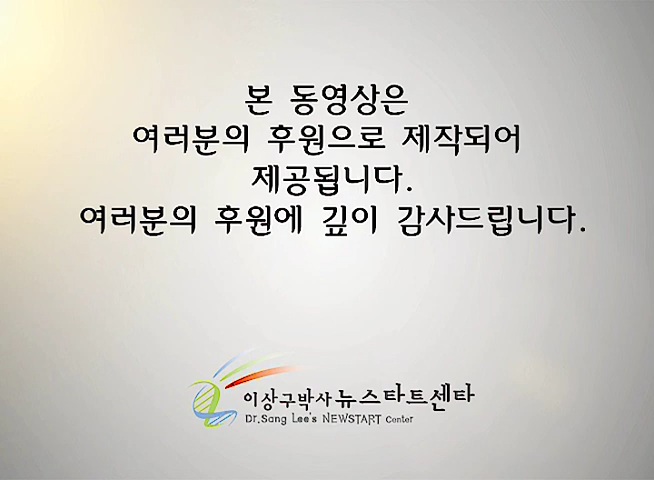 본 동영상은
여러분의 후원으로 제작되어
제공됩니다.
여러분의 후원에 깊이 감사드립니다.
이상구박사 뉴스타트센타
Dr.Sang Lee's NEWSTART Center